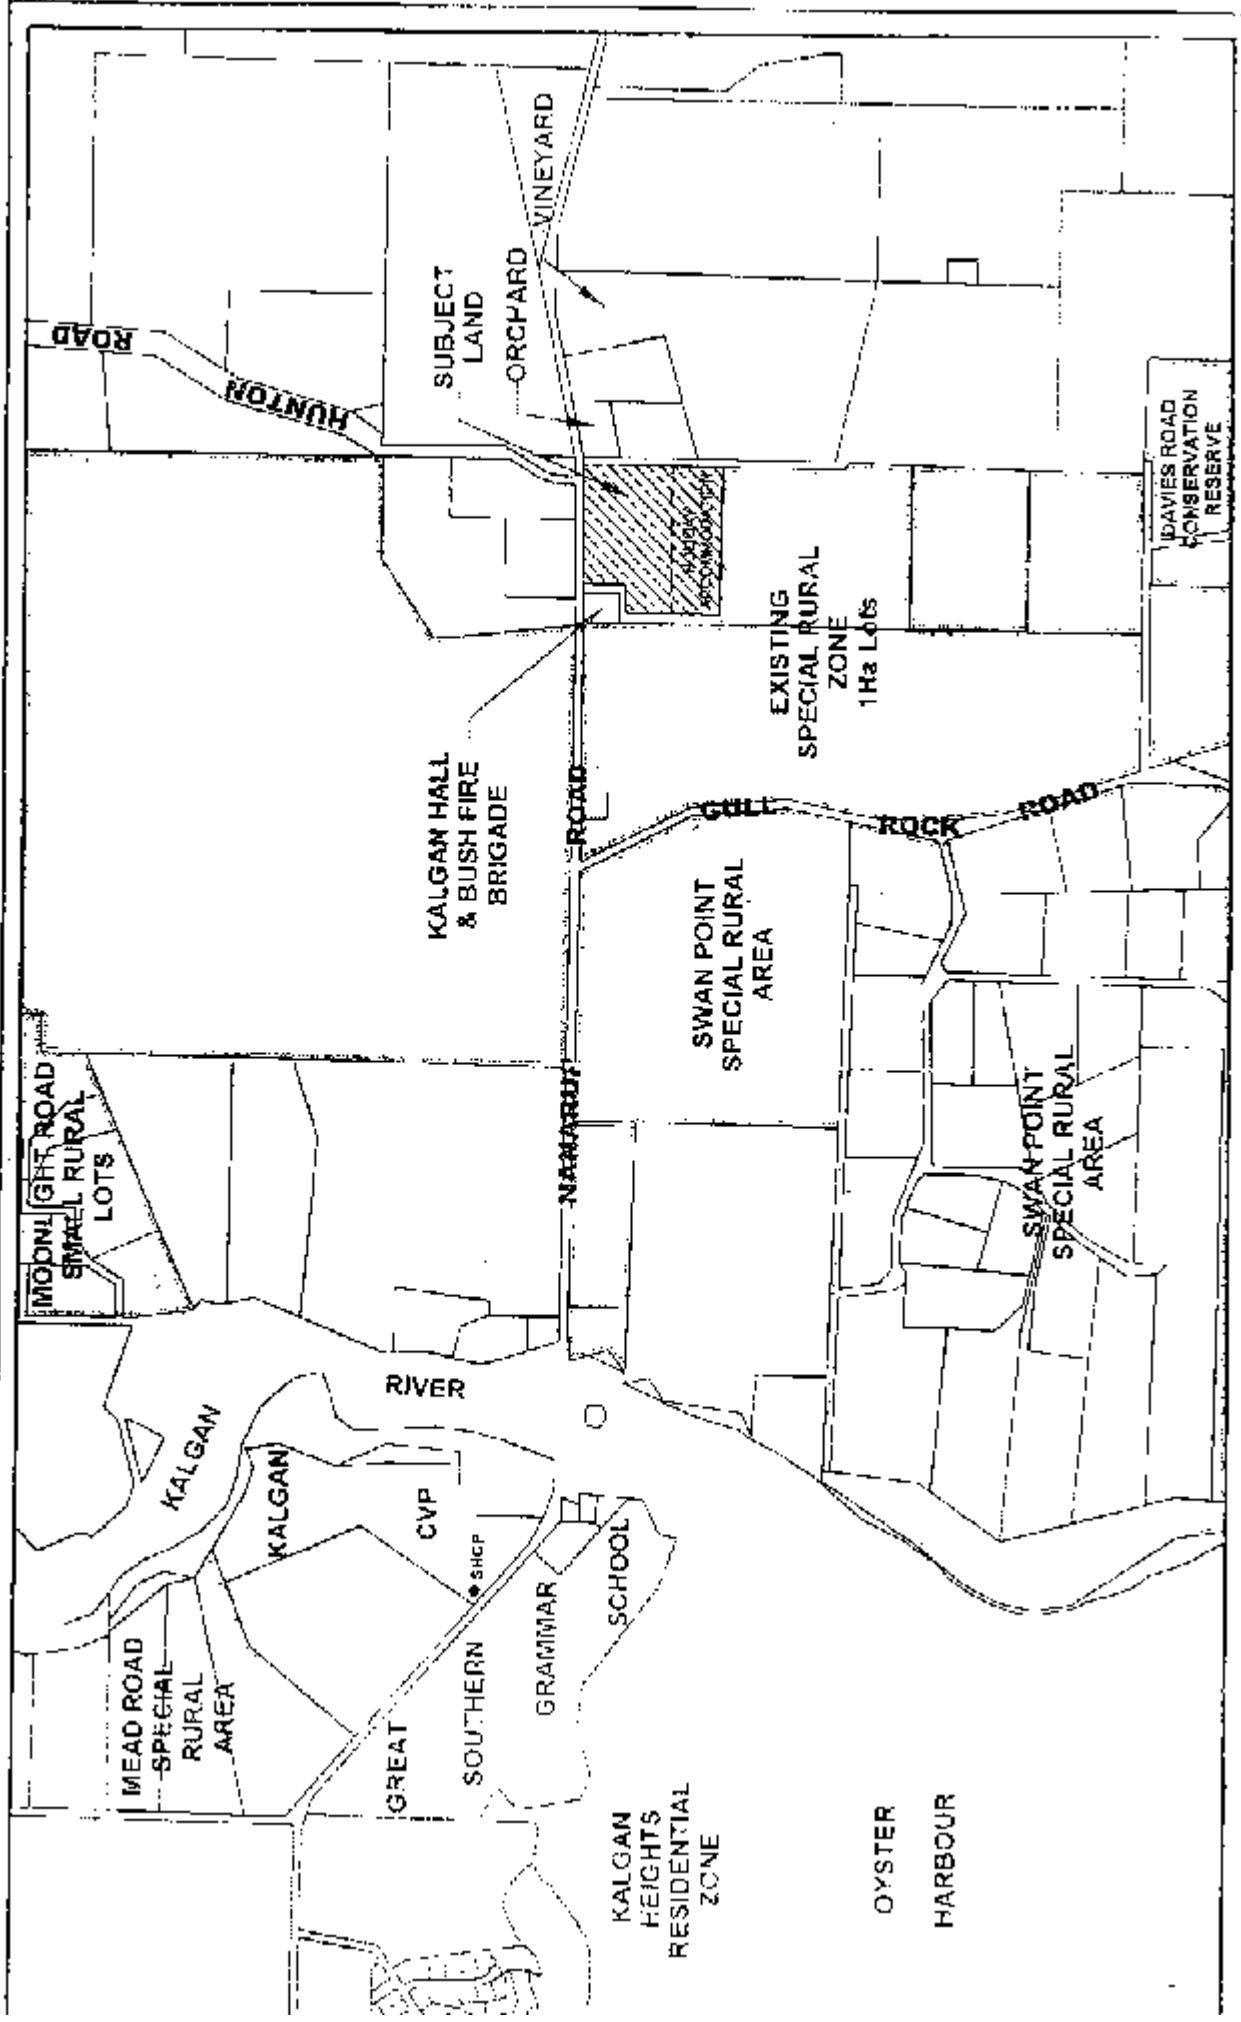 MOONLIGHT ROAD
SMALL RURAL
LOTS
KALGAN
RIVER
MEAD ROAD
SPECIAL
RURAL
AREA
KALGAN
CVP
SHCP
GREAT
SOUTHERN
GRAMMAR
SCHOOL
KALGAN
HEIGHTS
RESIDENTIAL
ZONE
OYSTER
HARBOUR
HUNTON
ROAD
KALGAN HALL
& BUSH FIRE
BRIGADE
SUBJECT
LAND
ORCHARD
VINEYARD
NANARUP
ROAD
HOLIDAY
ACCOMMODATION
SWAN POINT
SPECIAL RURAL
AREA
GULL
ROCK
ROAD
EXISTING
SPECIAL RURAL
ZONE
1Ha Lots
SWAN POINT
SPECIAL RURAL
AREA
DAVIES ROAD
CONSERVATION
RESERVE